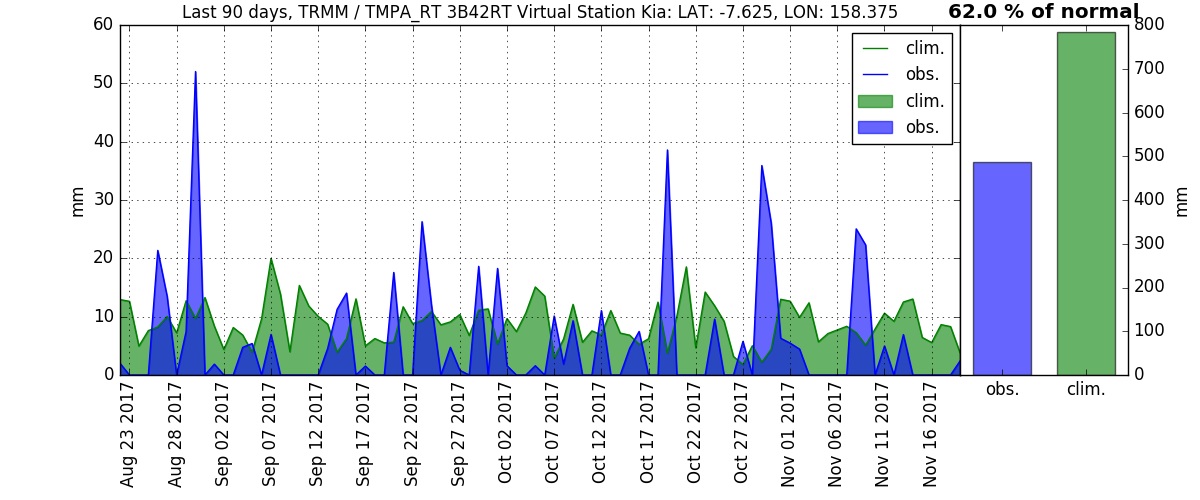 Last 90 days, TRMM / TMPA_RT 3B42RT Virtual Station Kia: LAT: -7.625, LON: 158.375
62.0 % of normal
60
50
40
30
20
10
0
mm
clim.
obs.
clim.
obs.
800
700
600
500
400
300
200
100
0
mm
obs.
clim.
Aug 23 2017
Aug 28 2017
Sep 02 2017
Sep 07 2017
Sep 12 2017
Sep 17 2017
Sep 22 2017
Sep 27 2017
Oct 02 2017
Oct 07 2017
Oct 12 2017
Oct 17 2017
Oct 22 2017
Oct 27 2017
Nov 01 2017
Nov 06 2017
Nov 11 2017
Nov 16 2017